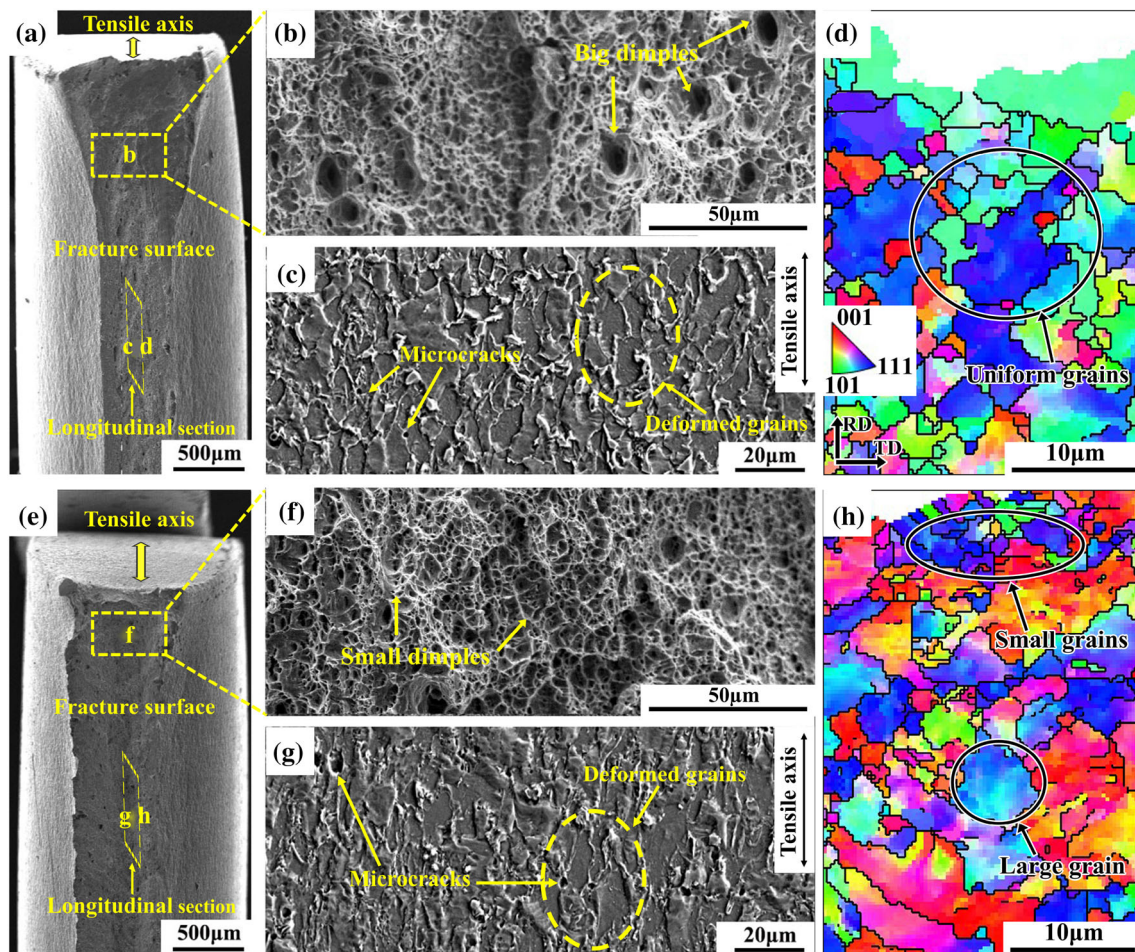 (a)
Tensile axis
b
Fracture surface
c d
Longitudinal section
500μm
(b)
Big dimples
50μm
(c)
Microcracks
Tensile axis
Deformed grains
20μm
(d)
001
111
101
Uniform grains
RD
TD
10μm
(e)
Tensile axis
f
Fracture surface
g h
Longitudinal section
500μm
(f)
Small dimples
50μm
(g)
Deformed grains
Tensile axis
Microcracks
20μm
(h)
Small grains
Large grain
10μm